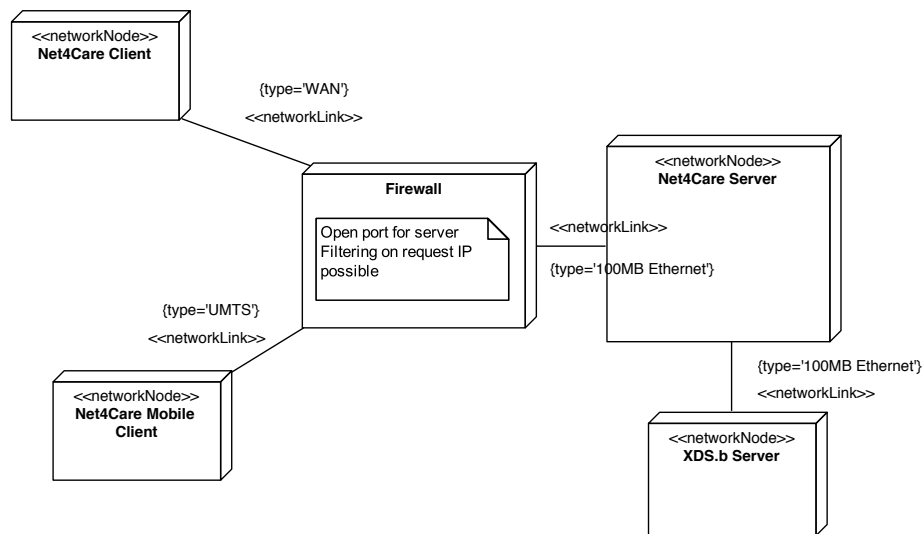 <<networkNode>>
Net4Care Client
{type='WAN'}
<<networkLink>>
Firewall
Open port for server
Filtering on request IP
possible
<<networkNode>>
Net4Care Server
<<networkLink>>
{type='100MB Ethernet'}
{type='UMTS'}
<<networkLink>>
<<networkNode>>
Net4Care Mobile
Client
{type='100MB Ethernet'}
<<networkLink>>
<<networkNode>>
XDS.b Server